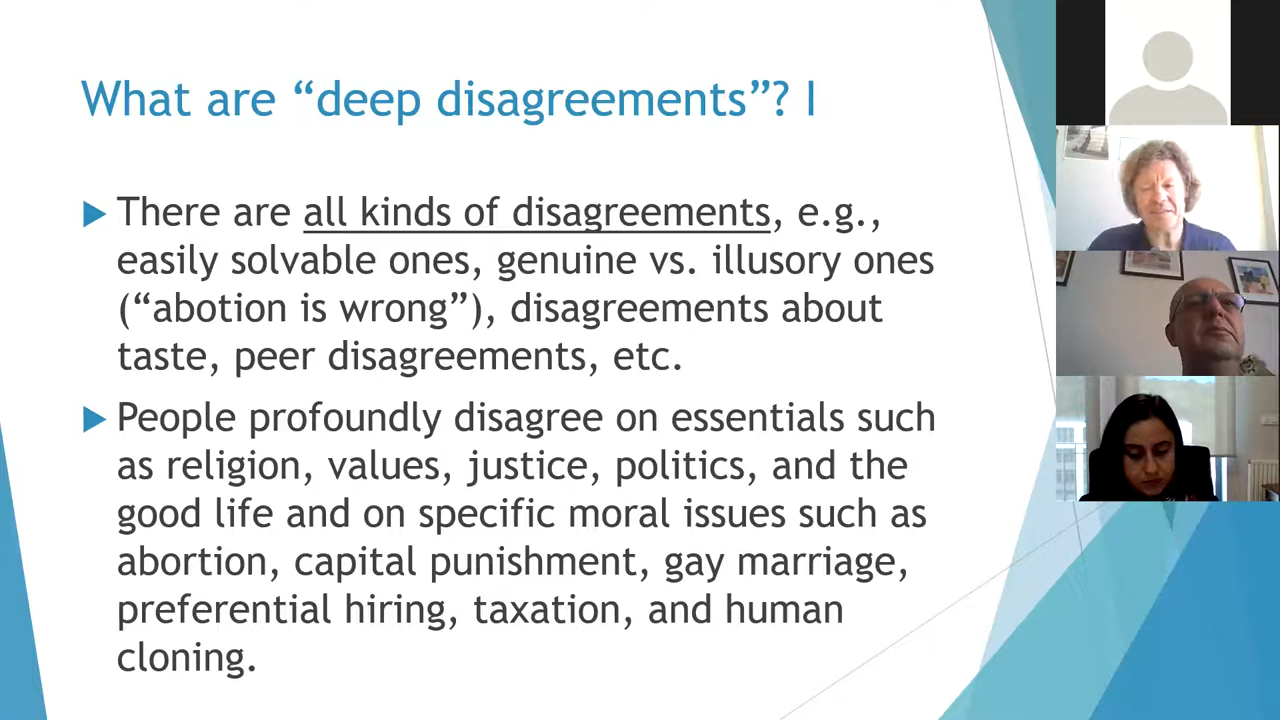 What are “deep disagreements”? I
There are all kinds of disagreements, e.g.,
easily solvable ones, genuine vs. illusory ones
(“abotion is wrong”), disagreements about
taste, peer disagreements, etc.
People profoundly disagree on essentials such
as religion, values, justice, politics, and the
good life and on specific moral issues such as
abortion, capital punishment, gay marriage,
preferential hiring, taxation, and human
cloning.